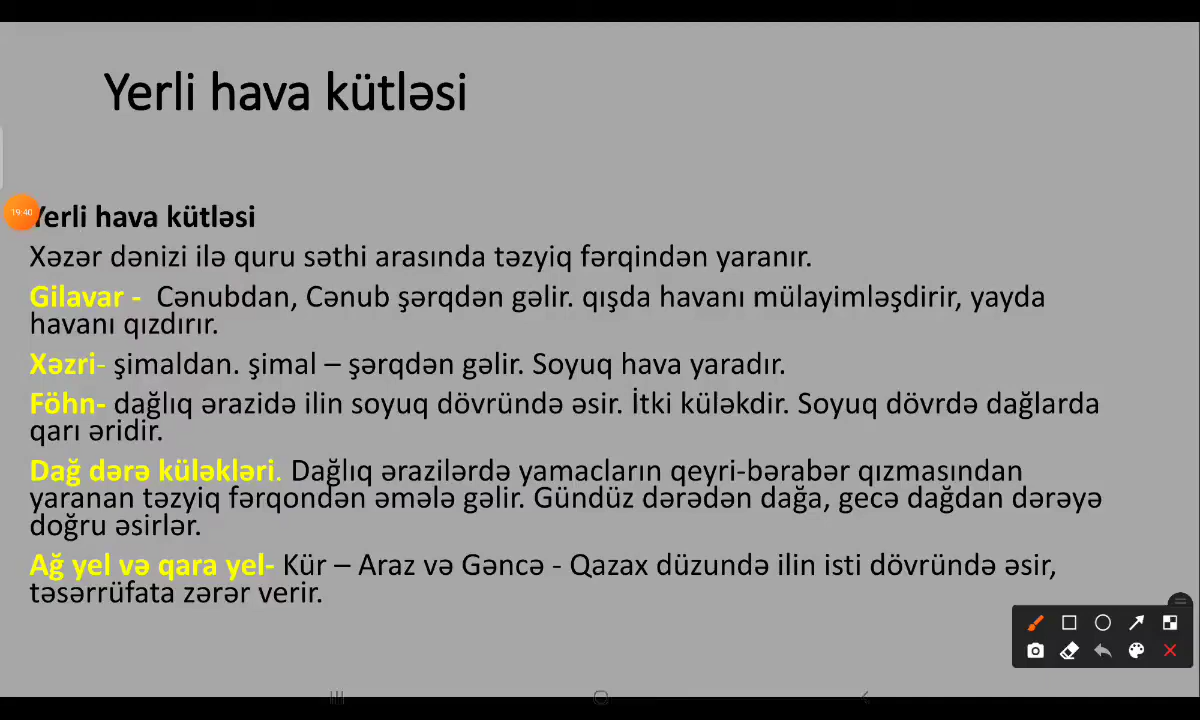 Yerli hava kütləsi
19:40
Yerli hava kütləsi
Xəzər dənizi ilə quru səthi arasında təzyiq fərqindən yaranır.
Gilavar - Cənubdan, Cənub şərqdən gəlir. qışda havanı mülayimləşdirir, yayda
havanı qızdırır.
Xəzri- şimaldan. şimal – şərqdən gəlir. Soyuq hava yaradır.
Föhn- dağlıq ərazidə ilin soyuq dövründə əsir. İtki küləkdir. Soyuq dövrdə dağlarda
qarı əridir.
Dağ dərə küləkləri. Dağlıq ərazilərdə yamacların qeyri-bərabər qızmasından
yaranan təzyiq fərqondən əmələ gəlir. Gündüz dərədən dağa, gecə dağdan dərəyə
doğru əsirlər.
Ağ yel və qara yel- Kür – Araz və Gəncə - Qazax düzundə ilin isti dövründə əsir,
təsərrüfata zərər verir.